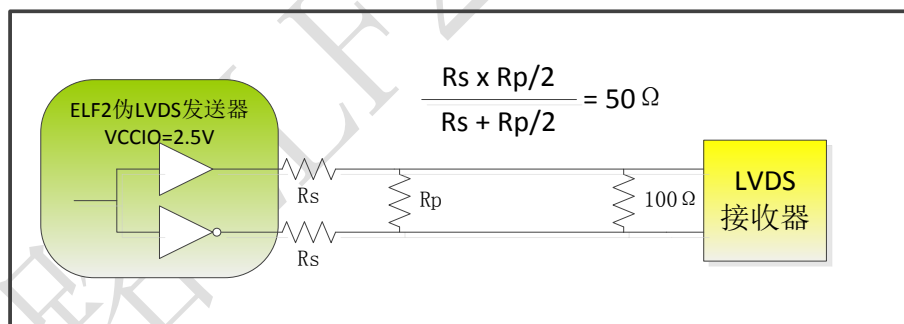 ELF2伪LVDS发送器
VCCIO=2.5V
Rs x Rp/2
Rs + Rp/2
= 50 Ω
Rs
Rp
Rs
100 Ω
LVDS
接收器